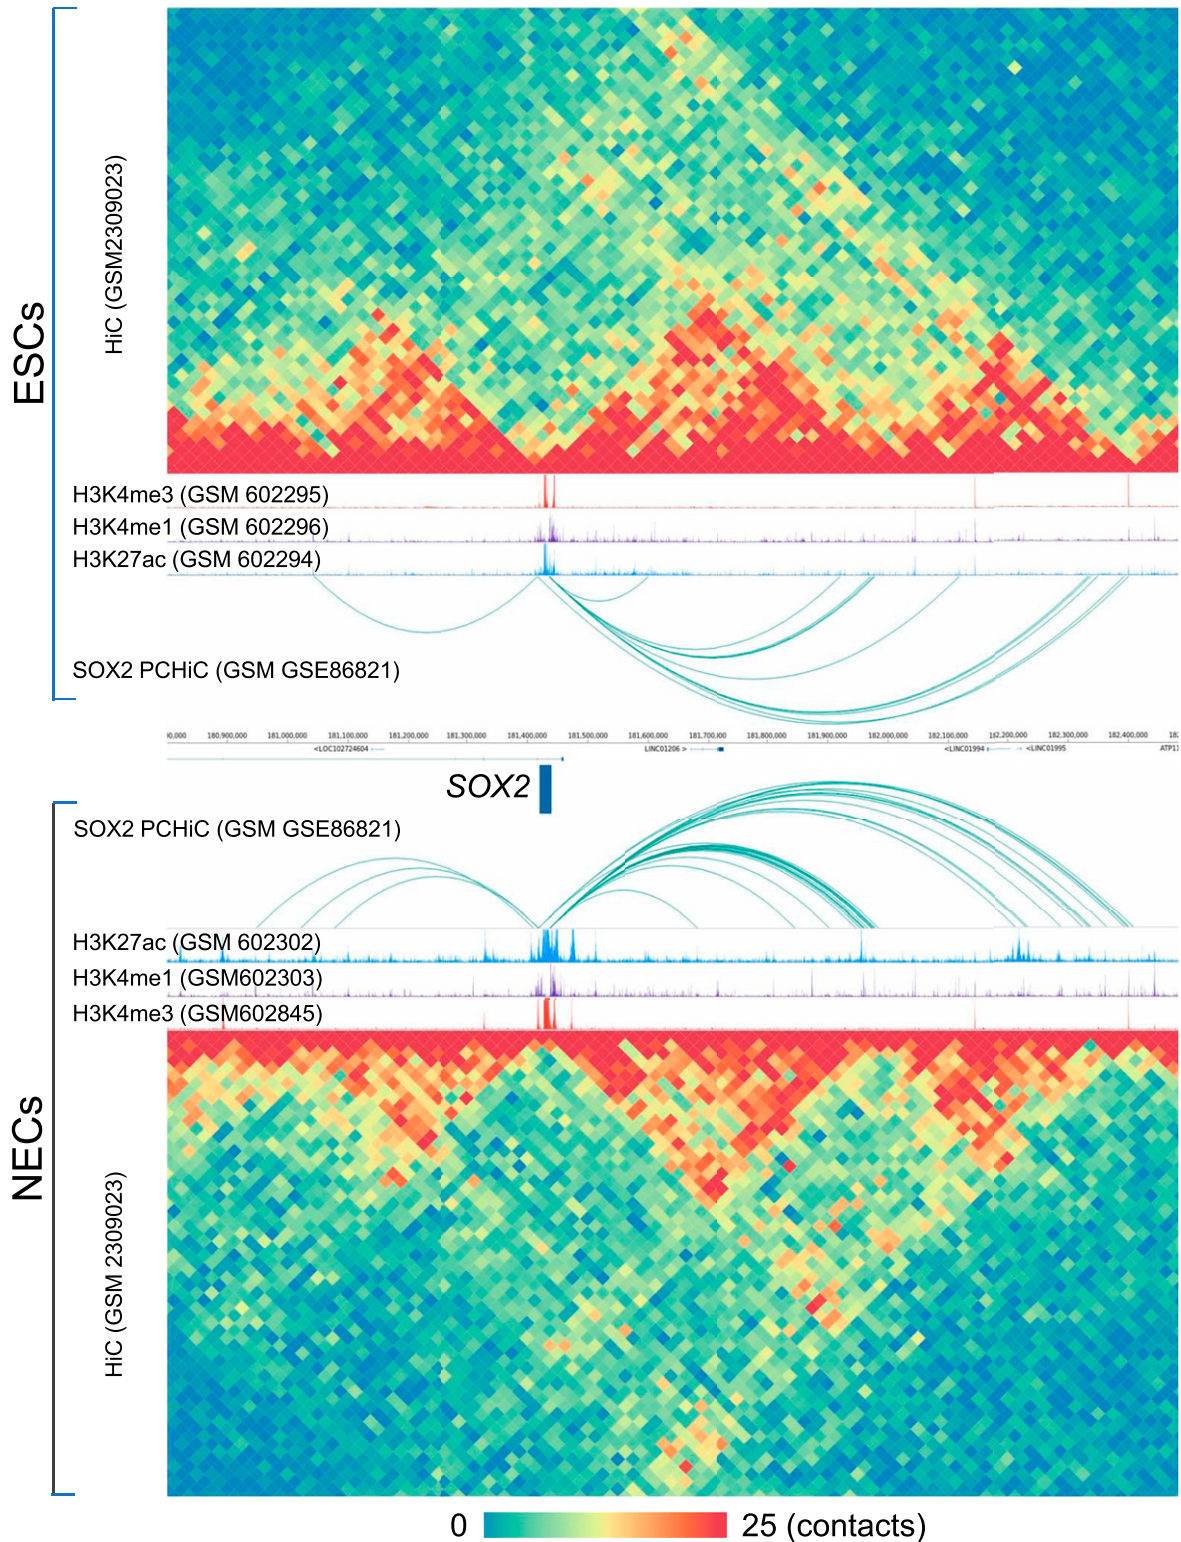 ESCs
HiC (GSM2309023)
H3K4me3 (GSM 602295)
H3K4me1 (GSM 602296)
H3K27ac (GSM 602294)
SOX2 PCHiC (GSM GSE86821)
180,900,000 181,000,000 181,100,000 181,200,000 181,300,000 181,400,000 181,500,000 181,600,000 181,700,000 181,800,000 181,900,000 182,000,000 182,100,000 182,200,000 182,300,000 182,400,000
<LOC102724604 LINC01206 > <LINC01994 <LINC01995 ATP11
SOX2
SOX2 PCHiC (GSM GSE86821)
H3K27ac (GSM 602302)
H3K4me1 (GSM602303)
H3K4me3 (GSM602845)
NECs
HiC (GSM 2309023)
0 25 (contacts)